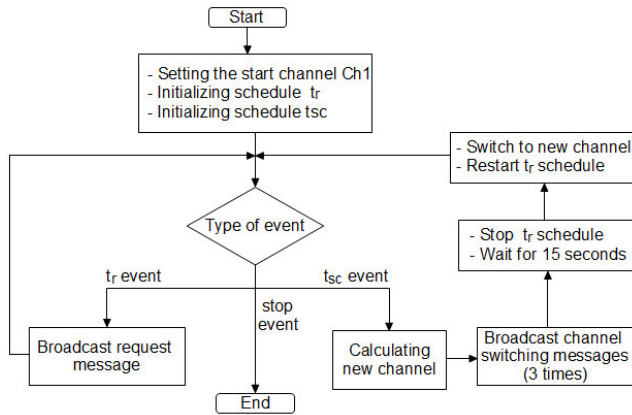 Start
- Setting the start channel Ch1
- Initializing schedule tr
- Initializing schedule tsc
- Switch to new channel
- Restart tr schedule
Type of event
- Stop tr schedule
- Wait for 15 seconds
tr event
tsc event
stop
event
Broadcast request
message
Calculating
new channel
Broadcast channel
switching messages
(3 times)
End